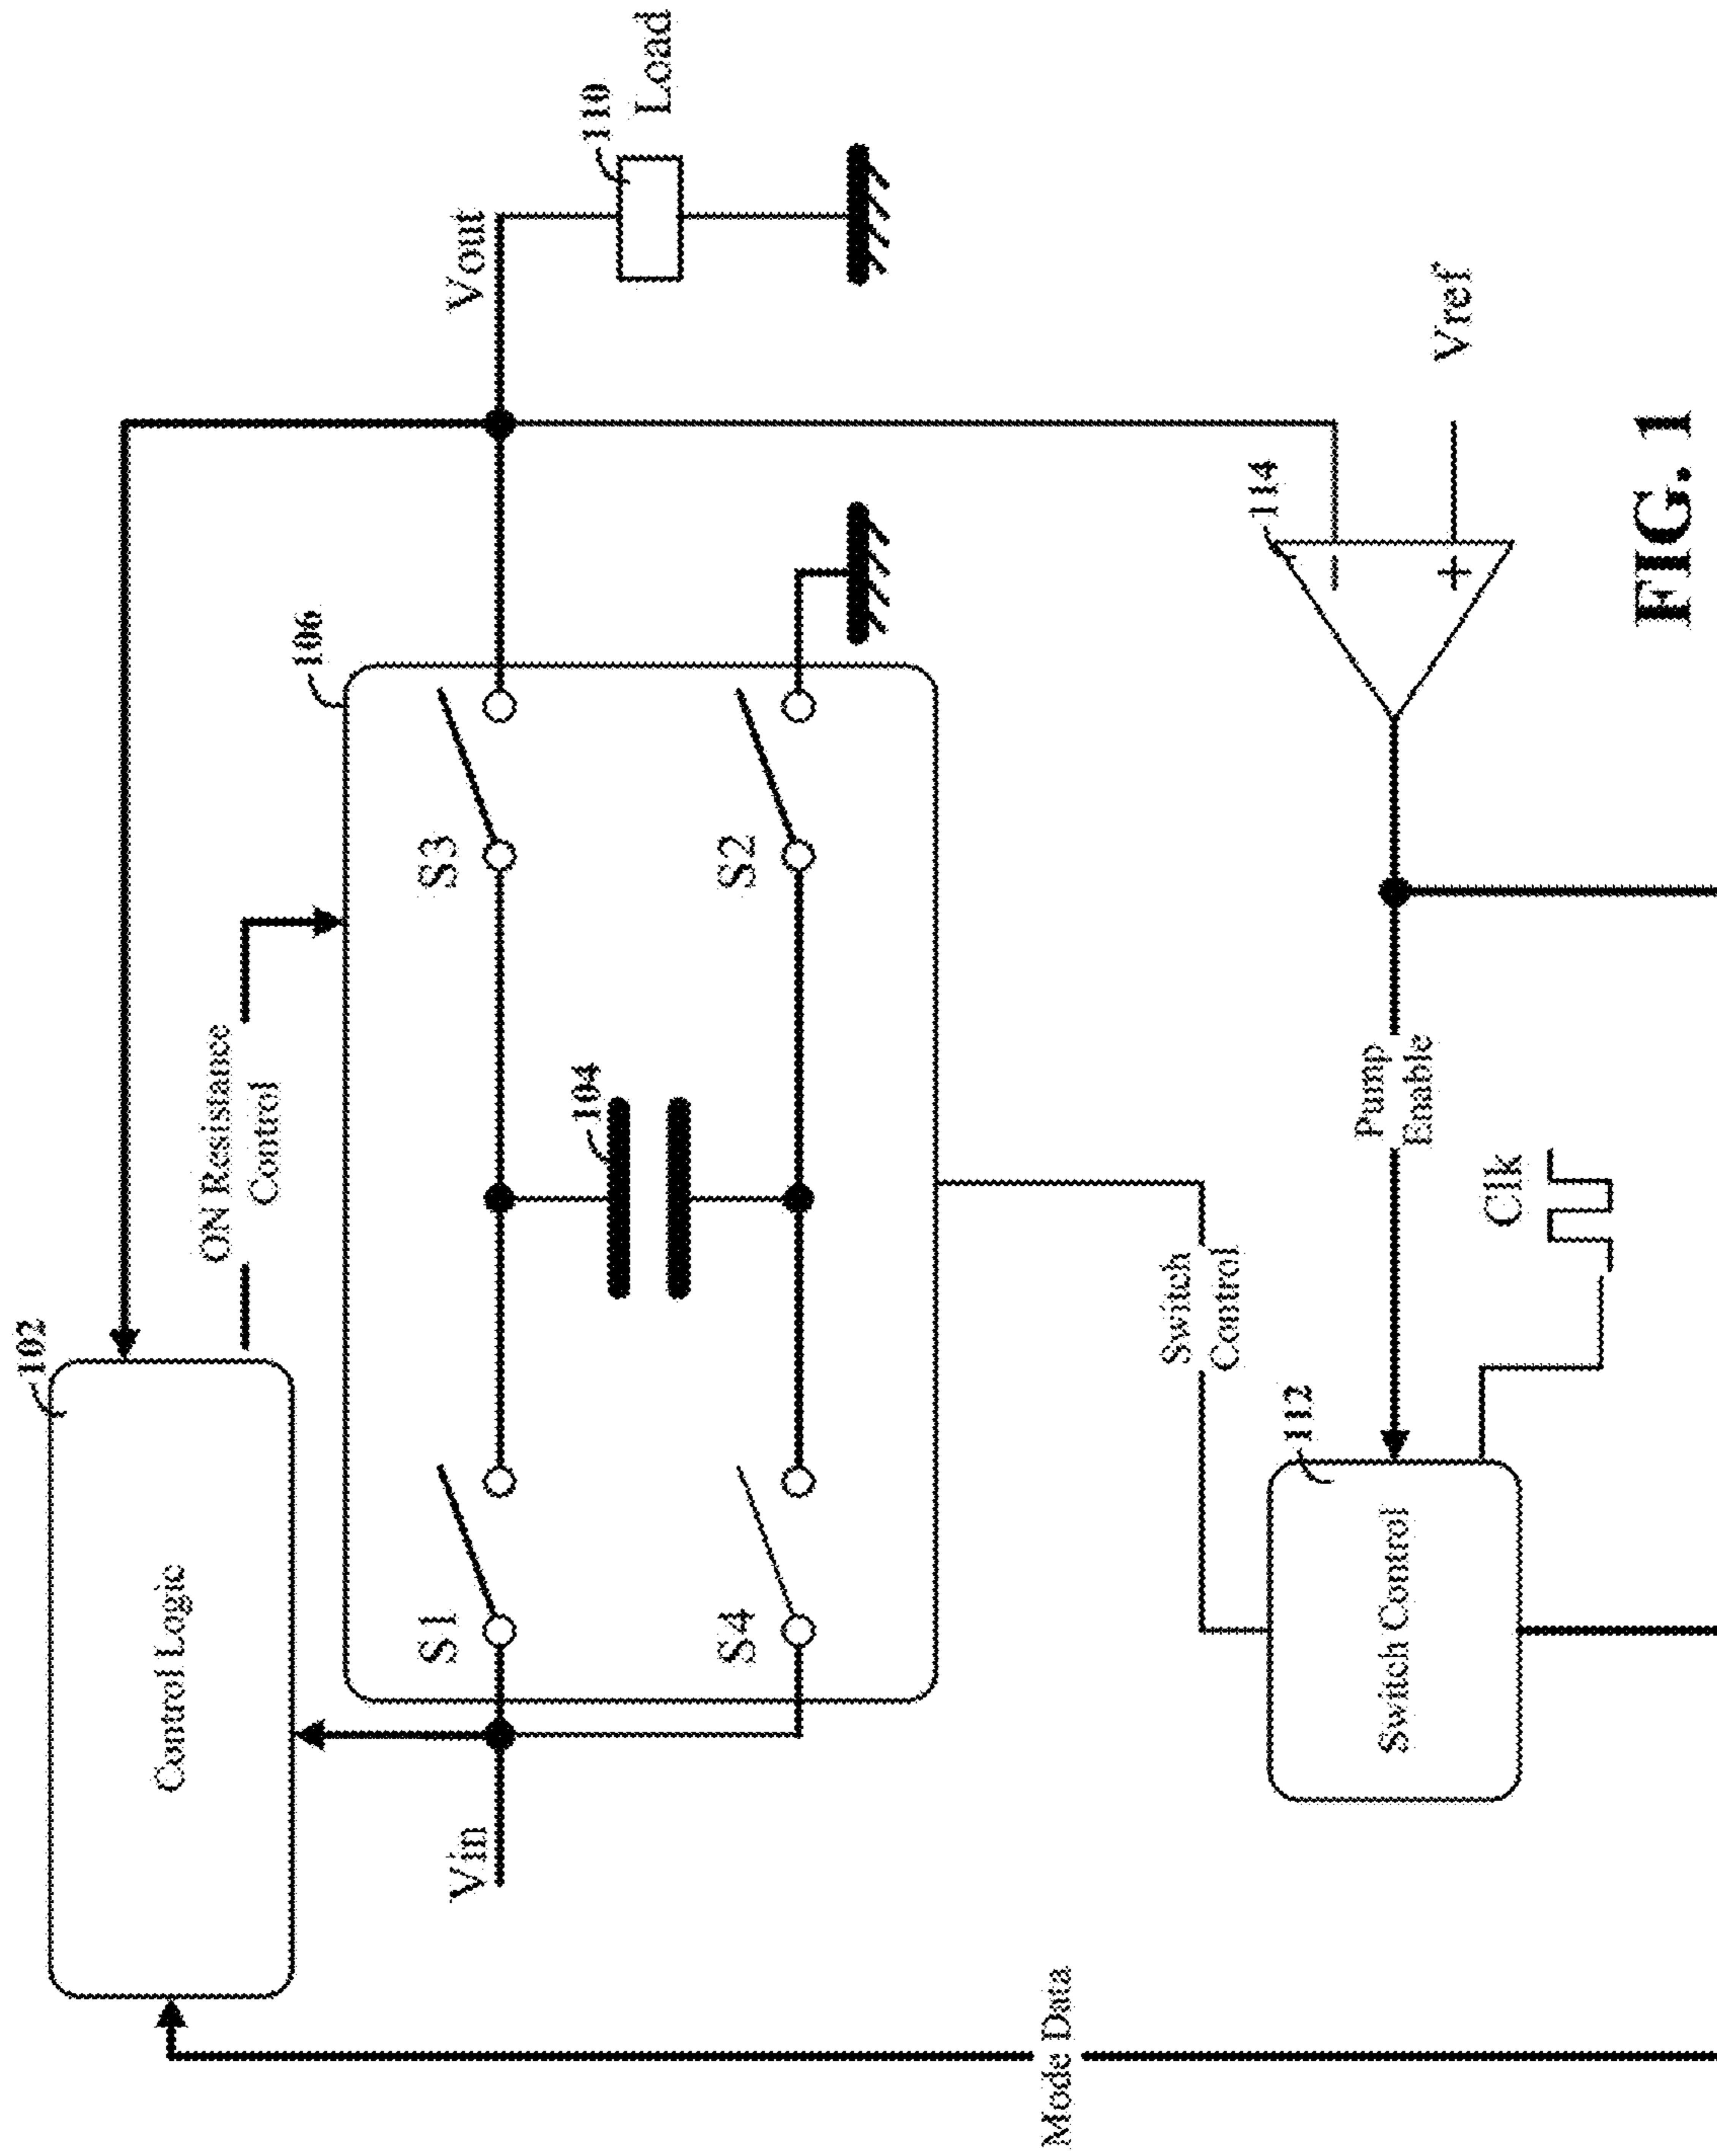 102
Control Logic
ON Resistance
Control
106
Vin
S1
S3
Vout
104
110
Load
S4
S2
Mode Data
Switch
Control
112
Switch Control
Pump
Enable
114
Clk
Vref
FIG. 1